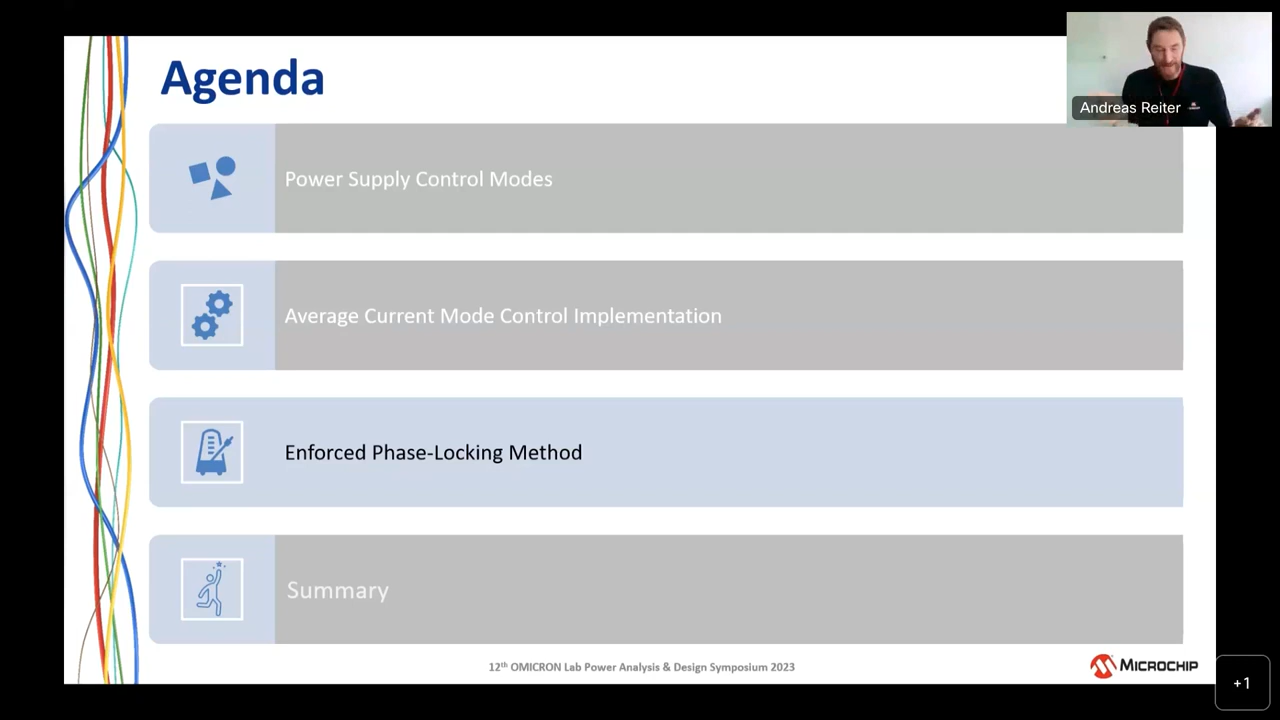 Agenda
Andreas Reiter
Power Supply Control Modes
Average Current Mode Control Implementation
Enforced Phase-Locking Method
Summary
12th OMICRON Lab Power Analysis & Design Symposium 2023
MICROCHIP
+1